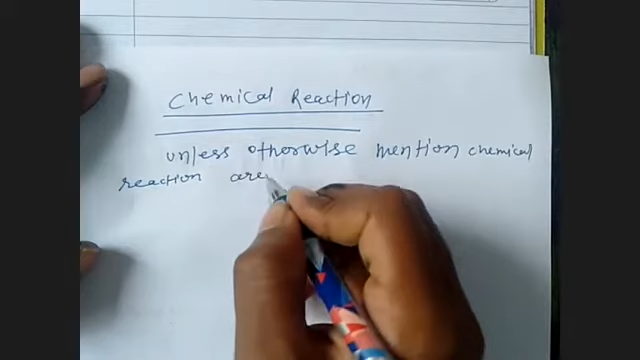 Chemical Reaction
unless otherwise mention chemical
reaction are